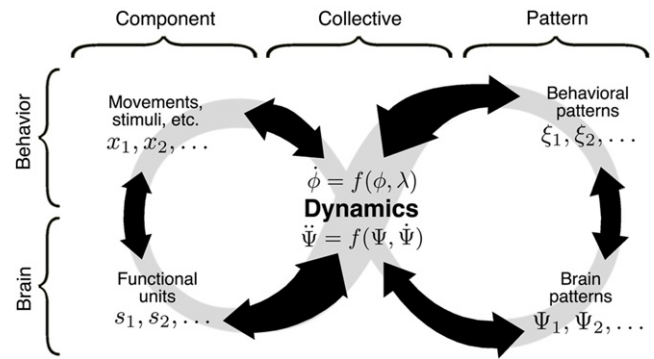 Component
Collective
Pattern
Behavior
Movements,
stimuli, etc.
x₁, x₂, . . .
Behavioral
patterns
ξ₁, ξ₂, . . .
ϕ̇ = f(ϕ, λ)
Dynamics
Ψ̈ = f(Ψ, Ψ̇)
Brain
Functional
units
s₁, s₂, . . .
Brain
patterns
Ψ₁, Ψ₂, . . .